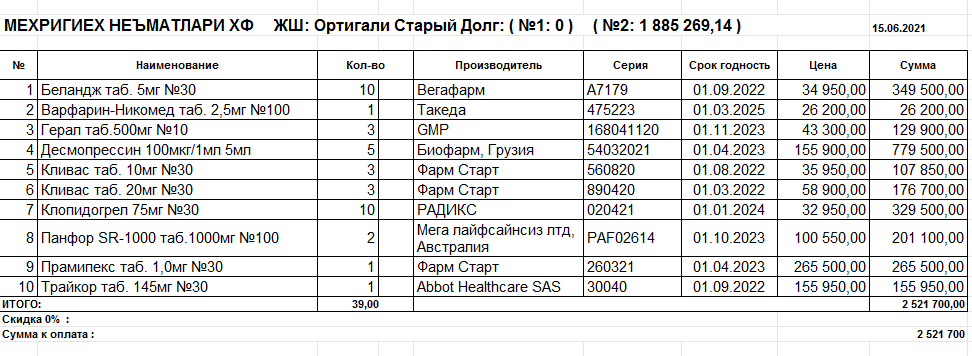 МЕХРИГИЕХ НЕЪМАТЛАРИ ХФ ЖШ: Ортигали Старый Долг: ( №1: 0 ) ( №2: 1 885 269,14 ) 15.06.2021
№ Наименование Кол-во Производитель Серия Срок годность Цена Сумма
1 Беландж таб. 5мг №30 10 Вегафарм A7179 01.09.2022 34 950,00 349 500,00
2 Варфарин-Никомед таб. 2,5мг №100 1 Такеда 475223 01.03.2025 26 200,00 26 200,00
3 Герал таб.500мг №10 3 GMP 168041120 01.11.2023 43 300,00 129 900,00
4 Десмопрессин 100мкг/1мл 5мл 5 Биофарм, Грузия 54032021 01.04.2023 155 900,00 779 500,00
5 Кливас таб. 10мг №30 3 Фарм Старт 560820 01.08.2022 35 950,00 107 850,00
6 Кливас таб. 20мг №30 3 Фарм Старт 890420 01.03.2022 58 900,00 176 700,00
7 Клопидогрел 75мг №30 10 РАДИКС 020421 01.01.2024 32 950,00 329 500,00
8 Панфор SR-1000 таб.1000мг №100 2 Мега лайфсайнсиз лтд, Австралия PAF02614 01.10.2023 100 550,00 201 100,00
9 Прамипекс таб. 1,0мг №30 1 Фарм Старт 260321 01.04.2023 265 500,00 265 500,00
10 Трайкор таб. 145мг №30 1 Abbot Healthcare SAS 30040 01.09.2022 155 950,00 155 950,00
ИТОГО: 39,00 2 521 700,00
Скидка 0% :
Сумма к оплата : 2 521 700